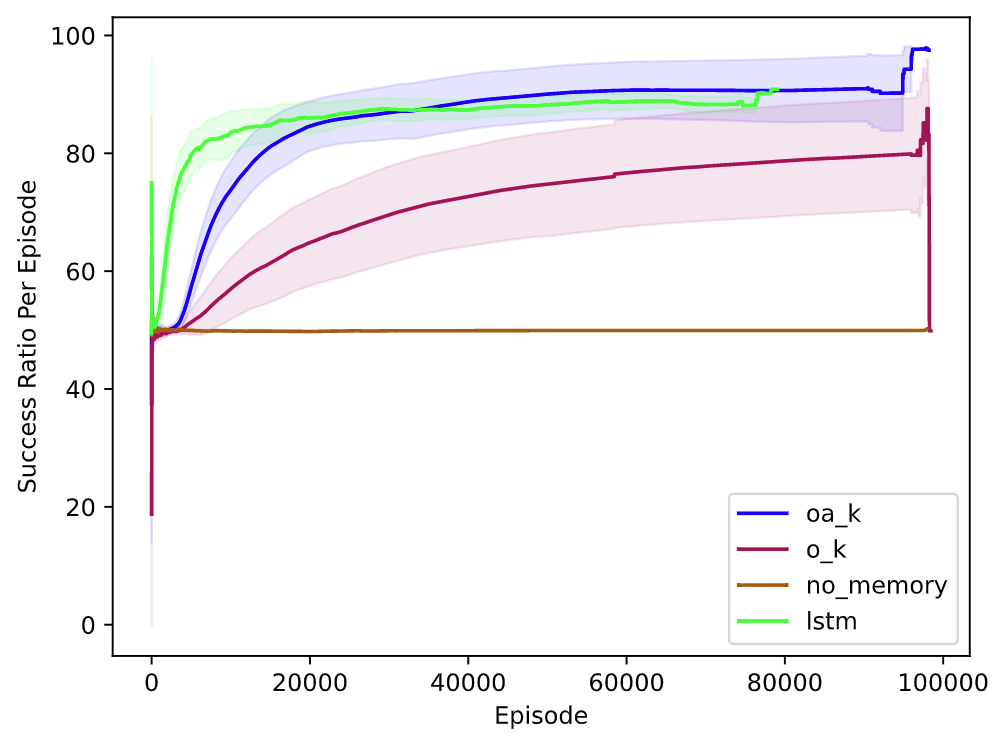 100
80
60
40
20
0
Success Ratio Per Episode
oa_k
o_k
no_memory
lstm
0 20000 40000 60000 80000 100000
Episode